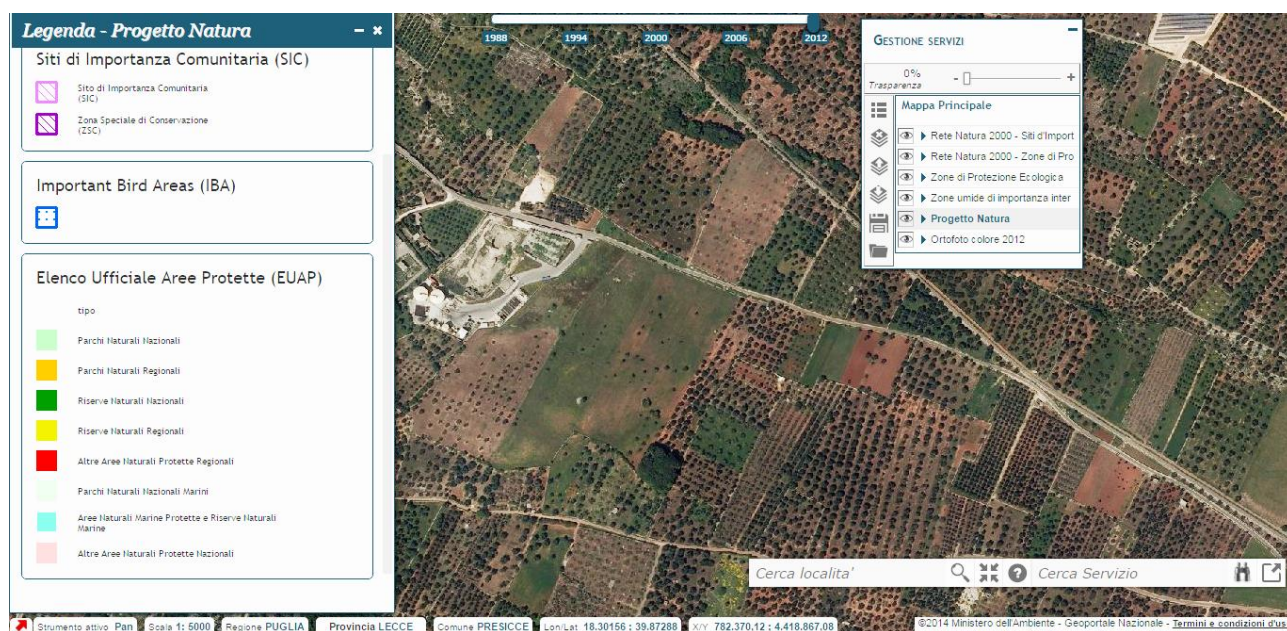 Legenda - Progetto Natura
Siti di Importanza Comunitaria (SIC)
Sito di Importanza Comunitaria
(SIC)
Zona Speciale di Conservazione
(ZSC)
Important Bird Areas (IBA)
Elenco Ufficiale Aree Protette (EUAP)
tipo
Parchi Naturali Nazionali
Parchi Naturali Regionali
Riserve Naturali Nazionali
Riserve Naturali Regionali
Altre Aree Naturali Protette Regionali
Parchi Naturali Nazionali Marini
Aree Naturali Marine Protette e Riserve Naturali
Marine
Altre Aree Naturali Protette Nazionali
1988 1994 2000 2006 2012
GESTIONE SERVIZI
0%
Trasparenza
Mappa Principale
Rete Natura 2000 - Siti d'Import
Rete Natura 2000 - Zone di Pro
Zone di Protezione Ecologica
Zone umide di importanza inter
Progetto Natura
Ortofoto colore 2012
Cerca localita' Cerca Servizio
Strumento attivo Pan Scala 1: 5000 Regione PUGLIA Provincia LECCE Comune PRESICCE Lon/Lat 18.30156 ; 39.87288 X/Y 782.370,12 ; 4.418.867,08 ©2014 Ministero dell'Ambiente - Geoportale Nazionale - Termini e condizioni d'us